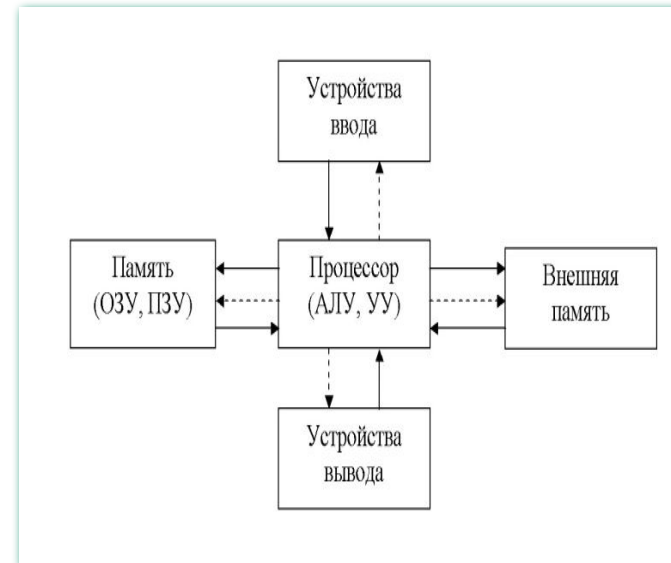 Устройства
ввода
Память
(ОЗУ, ПЗУ)
Процессор
(АЛУ, УУ)
Внешняя
память
Устройства
вывода